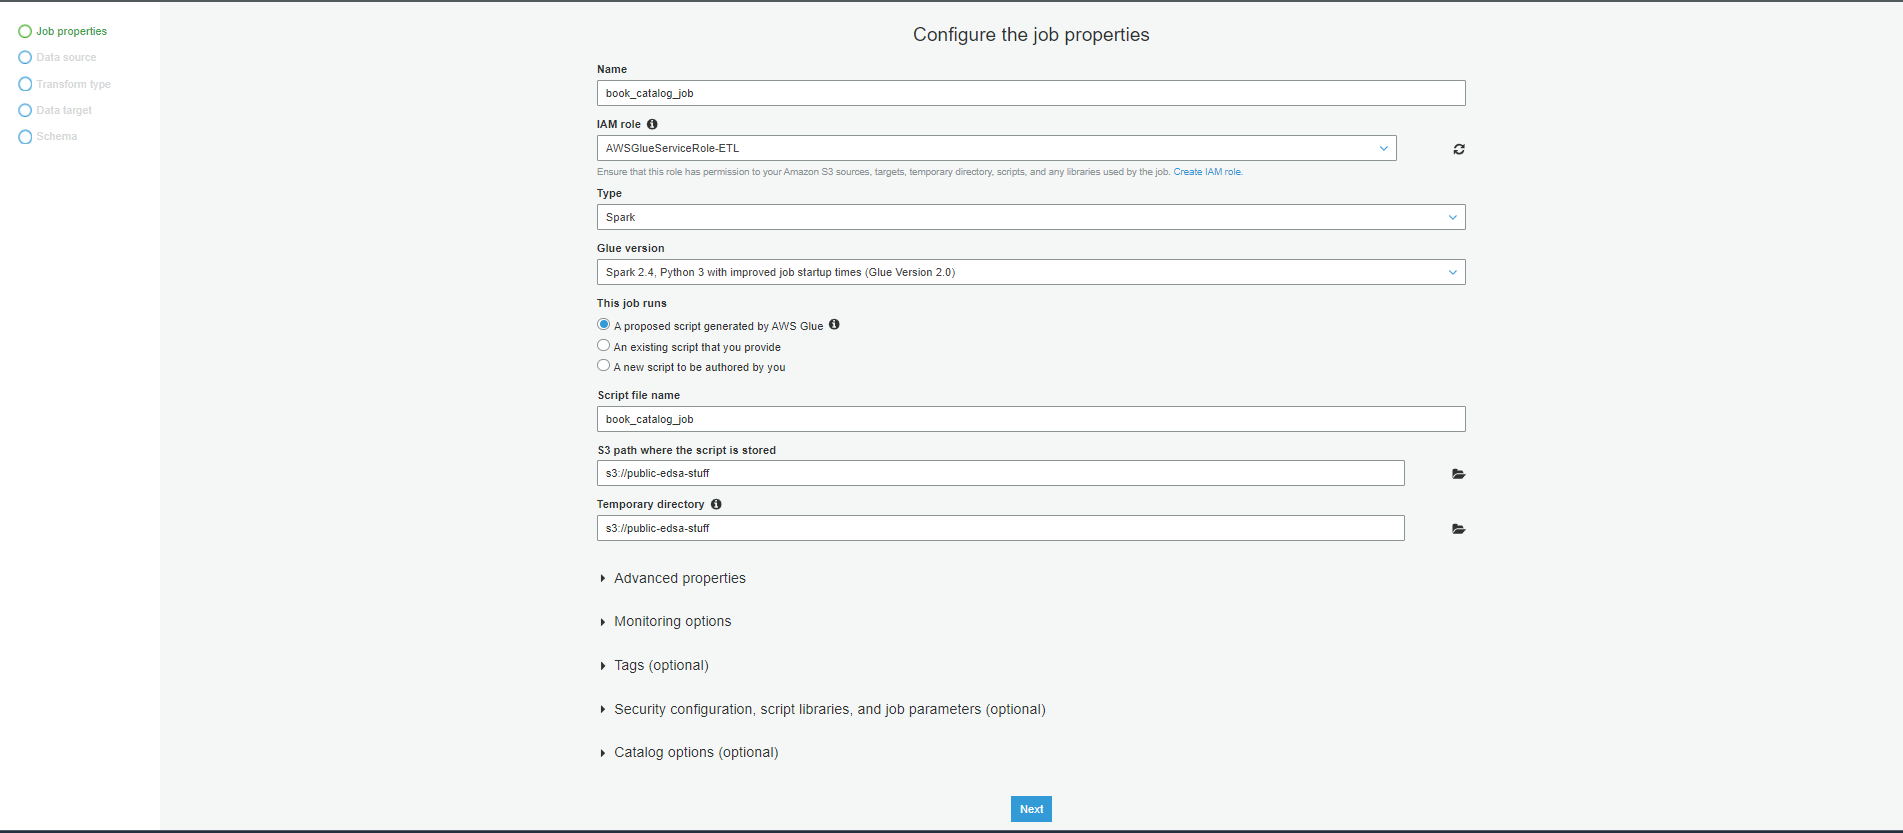 Job properties
Data source
Transform type
Data target
Schema
Configure the job properties
Name
book_catalog_job
IAM role
AWSGlueServiceRole-ETL
Ensure that this role has permission to your Amazon S3 sources, targets, temporary directory, scripts, and any libraries used by the job. Create IAM role.
Type
Spark
Glue version
Spark 2.4, Python 3 with improved job startup times (Glue Version 2.0)
This job runs
A proposed script generated by AWS Glue
An existing script that you provide
A new script to be authored by you
Script file name
book_catalog_job
S3 path where the script is stored
s3://public-edsa-stuff
Temporary directory
s3://public-edsa-stuff
Advanced properties
Monitoring options
Tags (optional)
Security configuration, script libraries, and job parameters (optional)
Catalog options (optional)
Next